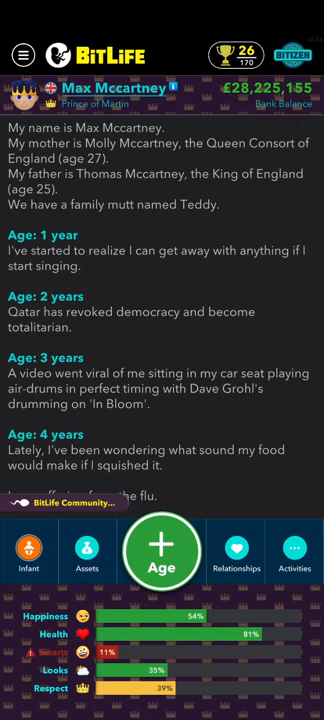 v3.3x
BITLIFE
26
170
BITIZEN
Max Mccartney i
Prince of Martin
£28,225,155
Bank Balance
My name is Max Mccartney.
My mother is Molly Mccartney, the Queen Consort of
England (age 27).
My father is Thomas Mccartney, the King of England
(age 25).
We have a family mutt named Teddy.
Age: 1 year
I've started to realize I can get away with anything if I
start singing.
Age: 2 years
Qatar has revoked democracy and become
totalitarian.
Age: 3 years
A video went viral of me sitting in my car seat playing
air-drums in perfect timing with Dave Grohl's
drumming on 'In Bloom'.
Age: 4 years
Lately, I've been wondering what sound my food
would make if I squished it.
the flu.
BitLife Community...
Infant
Assets
Age
Relationships
Activities
Happiness 54%
Health 81%
Smarts 11%
Looks 35%
Respect 39%